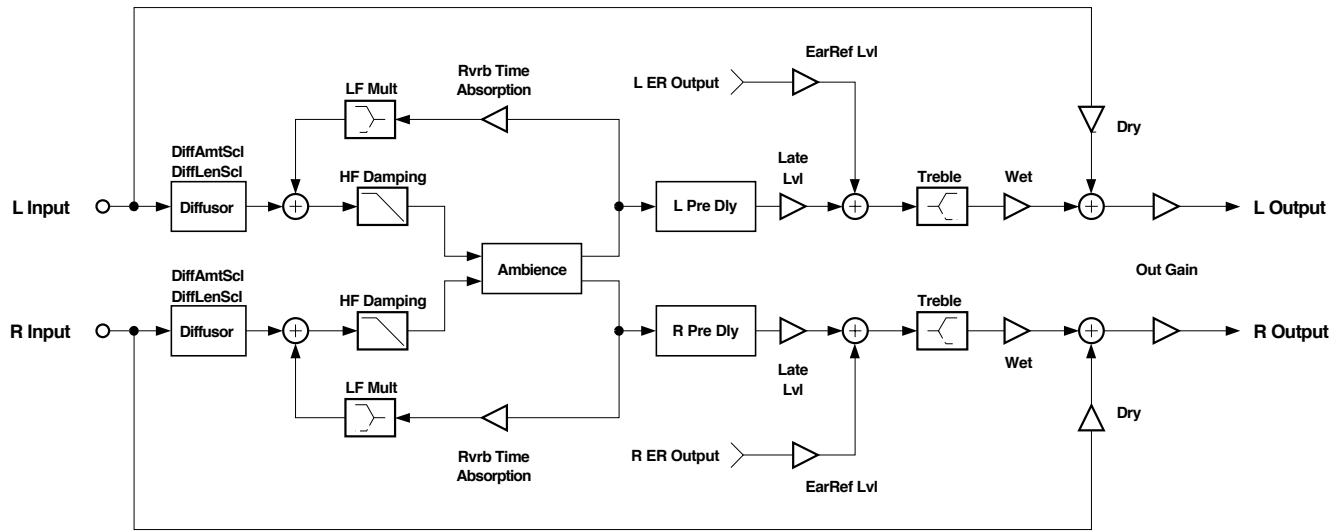 EarRef Lvl
Rvrb Time
Absorption
LF Mult
L ER Output
Dry
DiffAmtScl
DiffLenScl
HF Damping
Late
Lvl
Treble
Wet
L Input
Diffusor
L Pre Dly
L Output
Ambience
Out Gain
DiffAmtScl
DiffLenScl
HF Damping
Treble
R Input
Diffusor
R Pre Dly
R Output
Late
Lvl
Wet
LF Mult
Dry
Rvrb Time
Absorption
R ER Output
EarRef Lvl